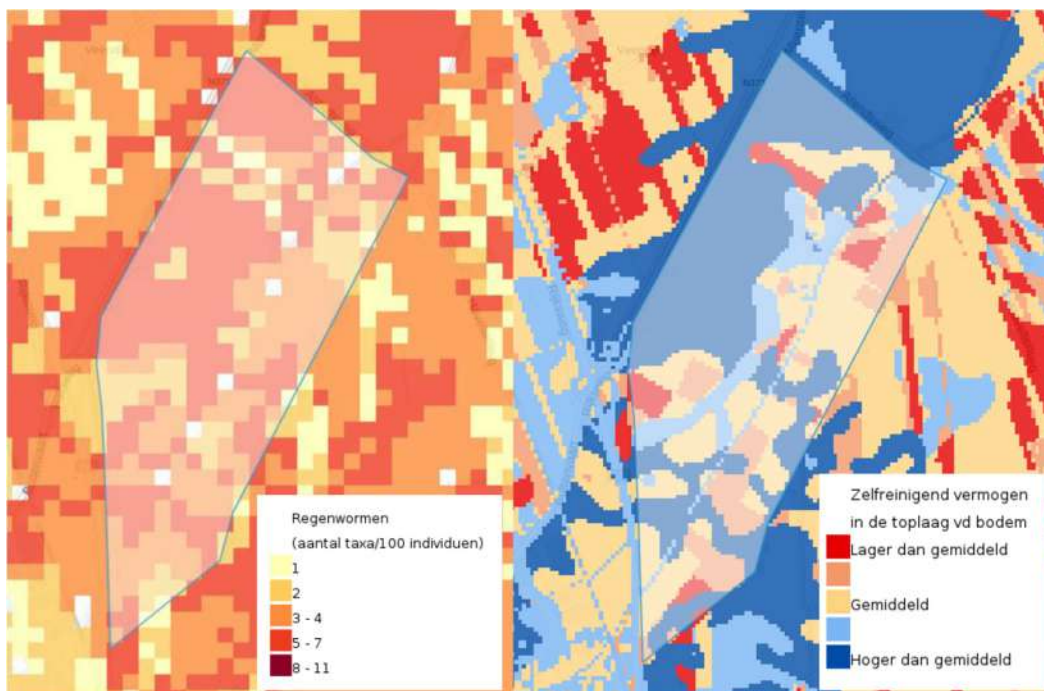 Regenwormen
(aantal taxa/100 individuen)
1
2
3 - 4
5 - 7
8 - 11
Zelfreinigend vermogen
in de toplaag vd bodem
Lager dan gemiddeld
Gemiddeld
Hoger dan gemiddeld